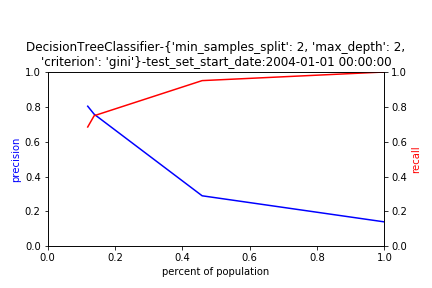 DecisionTreeClassifier-{'min_samples_split': 2, 'max_depth': 2,
'criterion': 'gini'}-test_set_start_date:2004-01-01 00:00:00
1.0
0.8
0.6
0.4
0.2
0.0
precision
1.0
0.8
0.6
0.4
0.2
0.0
recall
0.0 0.2 0.4 0.6 0.8 1.0
percent of population